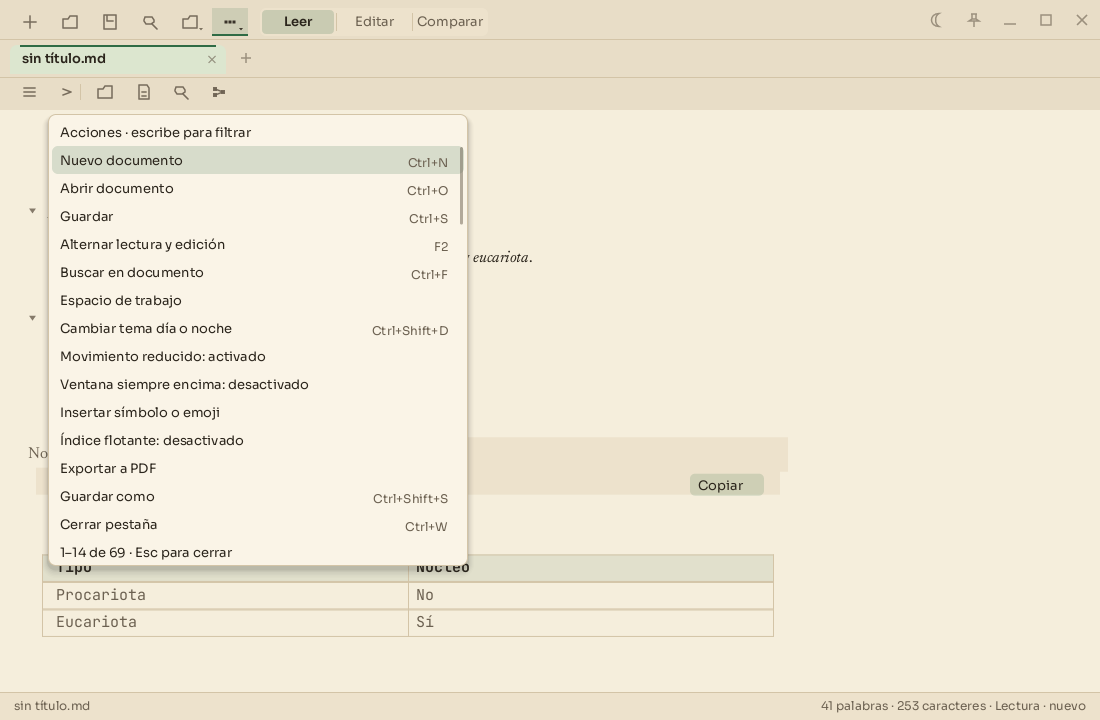 Leer Editar Comparar
sin título.md
Acciones · escribe para filtrar
Nuevo documento Ctrl+N
Abrir documento Ctrl+O
Guardar Ctrl+S
Alternar lectura y edición F2
eucariota.
Buscar en documento Ctrl+F
Espacio de trabajo
Cambiar tema día o noche Ctrl+Shift+D
Movimiento reducido: activado
Ventana siempre encima: desactivado
Insertar símbolo o emoji
Índice flotante: desactivado
No
Exportar a PDF
Copiar
Guardar como Ctrl+Shift+S
Cerrar pestaña Ctrl+W
1–14 de 69 · Esc para cerrar
Tipo Núcleo
Procariota No
Eucariota Sí
sin título.md 41 palabras · 253 caracteres · Lectura · nuevo